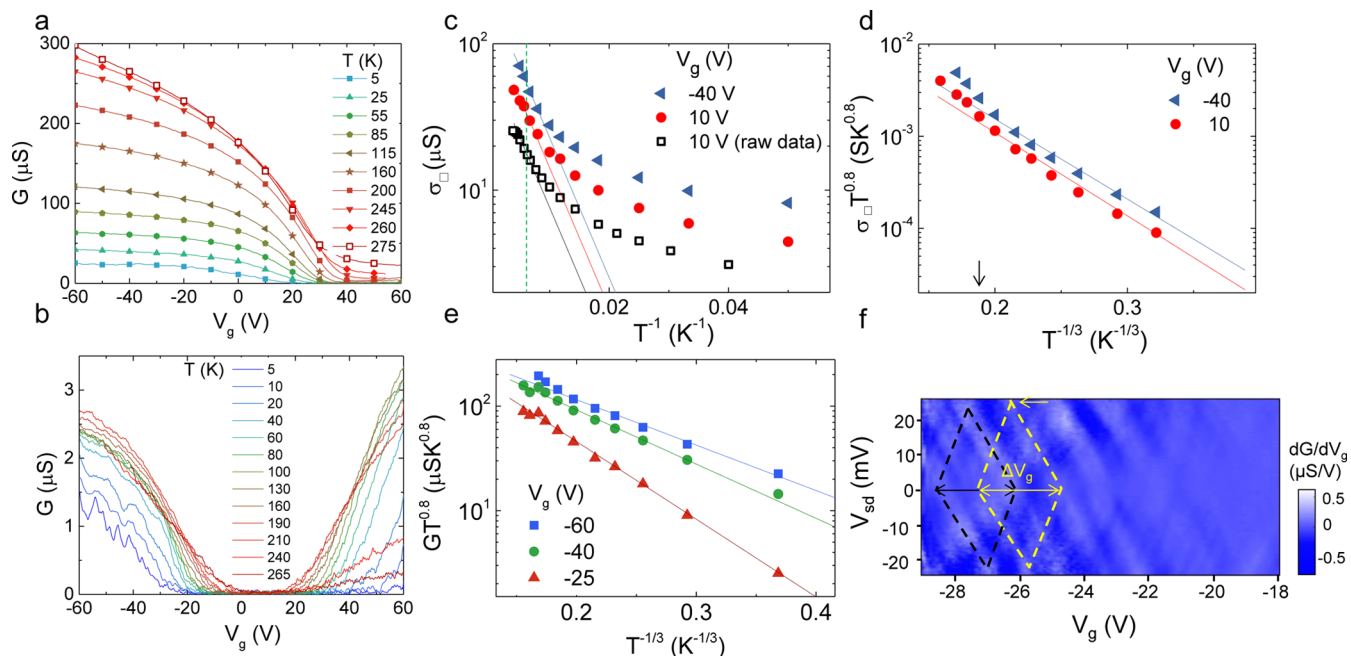 a
G (μS)
300
200
100
0
-60 -40 -20 0 20 40 60
V_g (V)
T (K)
5
25
55
85
115
160
200
245
260
275
b
G (μS)
3
2
1
0
-60 -40 -20 0 20 40 60
V_g (V)
T (K)
5
10
20
40
60
80
100
130
160
190
210
240
265
c
σ_□ (μS)
10^2
10^1
0.02 0.04
T^-1 (K^-1)
V_g (V)
-40 V
10 V
10 V (raw data)
d
σ_□T^-0.8 (SK^0.8)
10^-2
10^-3
10^-4
0.2 0.3
T^-1/3 (K^-1/3)
V_g (V)
-40
10
e
GT^0.8 (μSK^0.8)
10^3
10^2
10^1
0.2 0.3 0.4
T^-1/3 (K^-1/3)
V_g (V)
-60
-40
-25
f
V_sd (mV)
20
10
0
-10
-20
-28 -26 -24 -22 -20 -18
V_g (V)
ΔV_g
dG/dV_g
(μS/V)
0.5
0
-0.5